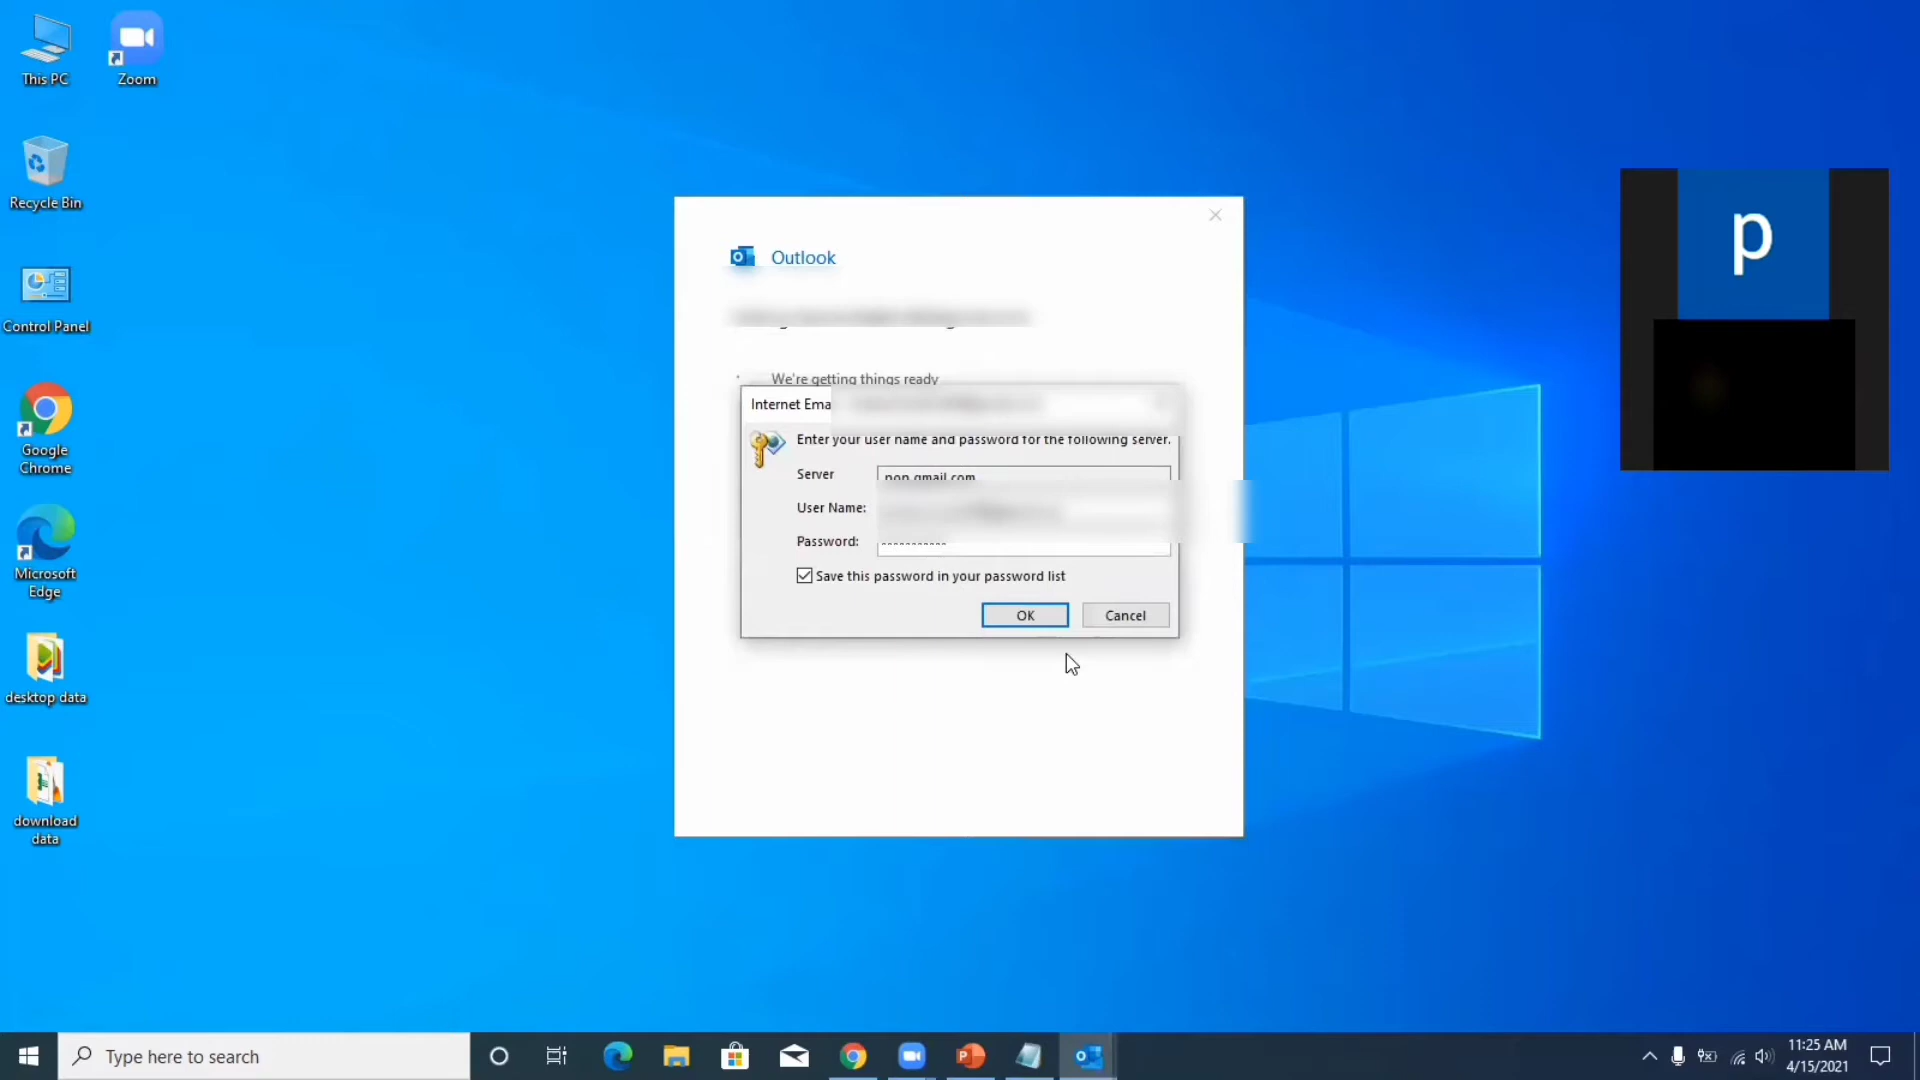 This PC
Zoom
Recycle Bin
Control Panel
Google
Chrome
Microsoft
Edge
desktop data
download
data
Outlook
We're getting things ready
Internet Ema
Enter your user name and password for the following server.
Server
pop.gmail.com
User Name:
Password:
Save this password in your password list
OK
Cancel
p
Type here to search
11:25 AM
4/15/2021